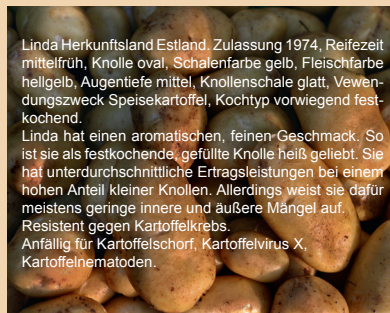 Linda Herkunftsland Estland. Zulassung 1974, Reifezeit
mittelfrüh, Knolle oval, Schalenfarbe gelb, Fleischfarbe
hellgelb, Augentiefe mittel, Knollenschale glatt, Vewen-
dungszweck Speisekartoffel, Kochtyp vorwiegend fest-
kochend.
Linda hat einen aromatischen, feinen Geschmack. So
ist sie als festkochende, gefüllte Knolle heiß geliebt. Sie
hat unterdurchschnittliche Ertragsleistungen bei einem
hohen Anteil kleiner Knollen. Allerdings weist sie dafür
meistens geringe innere und äußere Mängel auf.
Resistent gegen Kartoffelkrebs.
Anfällig für Kartoffelschorf, Kartoffelvirus X,
Kartoffelnematoden.